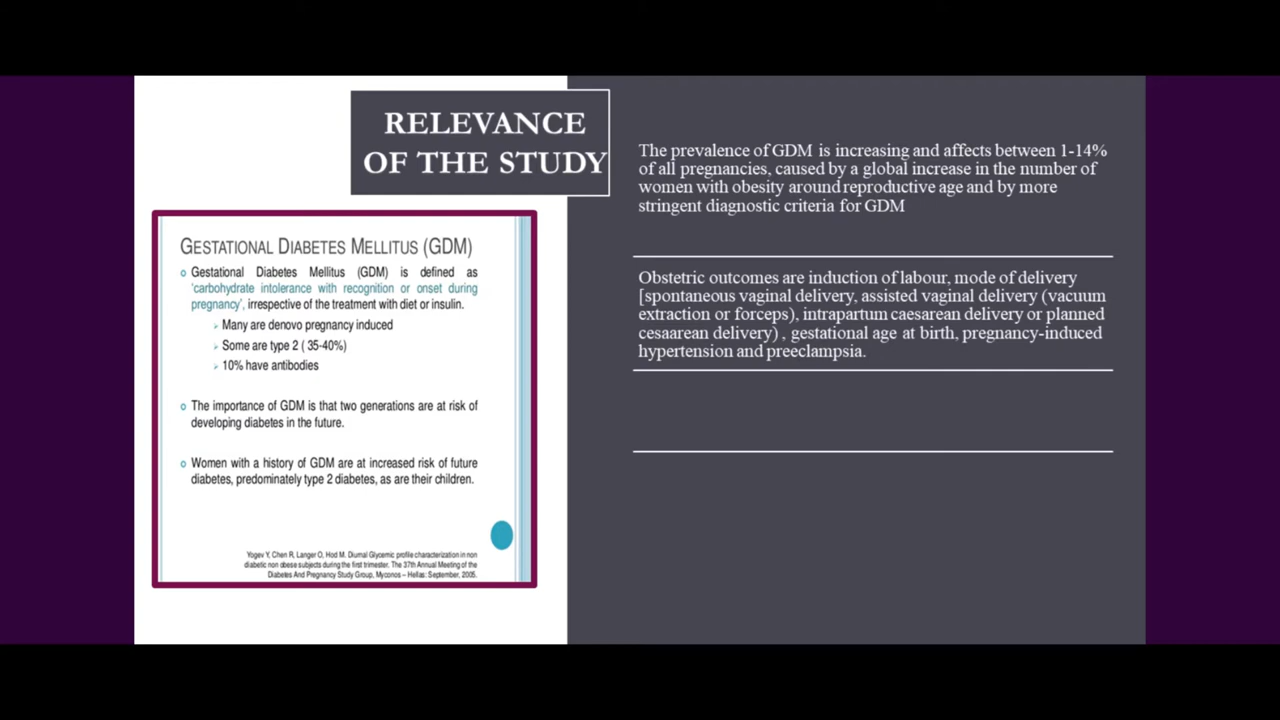 RELEVANCE
OF THE STUDY
GESTATIONAL DIABETES MELLITUS (GDM)
Gestational Diabetes Mellitus (GDM) is defined as
'carbohydrate intolerance with recognition or onset during
pregnancy', irrespective of the treatment with diet or insulin.
Many are denovo pregnancy induced
Some are type 2 ( 35-40%)
10% have antibodies
The importance of GDM is that two generations are at risk of
developing diabetes in the future.
Women with a history of GDM are at increased risk of future
diabetes, predominately type 2 diabetes, as are their children.
Yogev Y, Chen R, Langer O, Hod M. Diurnal Glycemic profile characterization in non
diabetic non obese subjects during the first trimester. The 37th Annual Meeting of the
Diabetes And Pregnancy Study Group, Myconos – Hellas: September, 2005.
The prevalence of GDM is increasing and affects between 1-14%
of all pregnancies, caused by a global increase in the number of
women with obesity around reproductive age and by more
stringent diagnostic criteria for GDM
Obstetric outcomes are induction of labour, mode of delivery
[spontaneous vaginal delivery, assisted vaginal delivery (vacuum
extraction or forceps), intrapartum caesarean delivery or planned
cesaarean delivery) , gestational age at birth, pregnancy-induced
hypertension and preeclampsia.